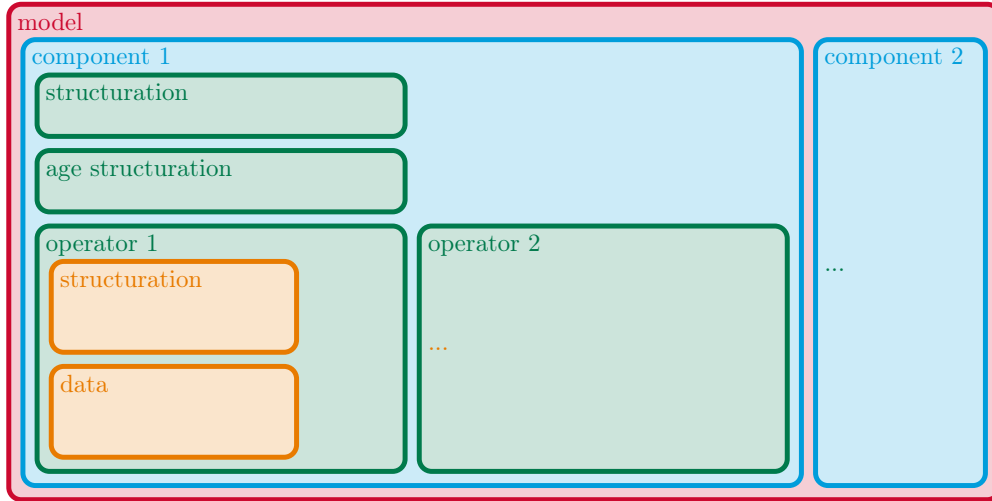 model
component 1
component 2
structuration
age structuration
operator 1
operator 2
structuration
...
...
data